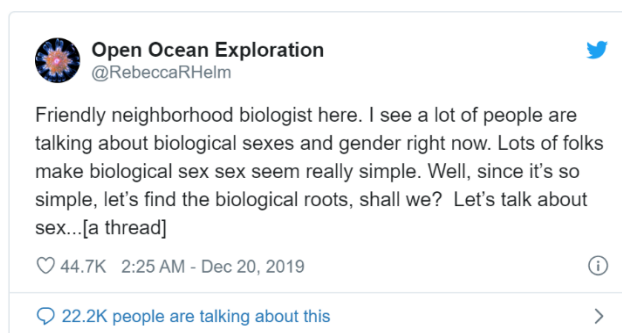 Open Ocean Exploration
@RebeccaRHelm
Friendly neighborhood biologist here. I see a lot of people are
talking about biological sexes and gender right now. Lots of folks
make biological sex sex seem really simple. Well, since it's so
simple, let's find the biological roots, shall we?  Let's talk about
sex...[a thread]
44.7K 2:25 AM - Dec 20, 2019
22.2K people are talking about this